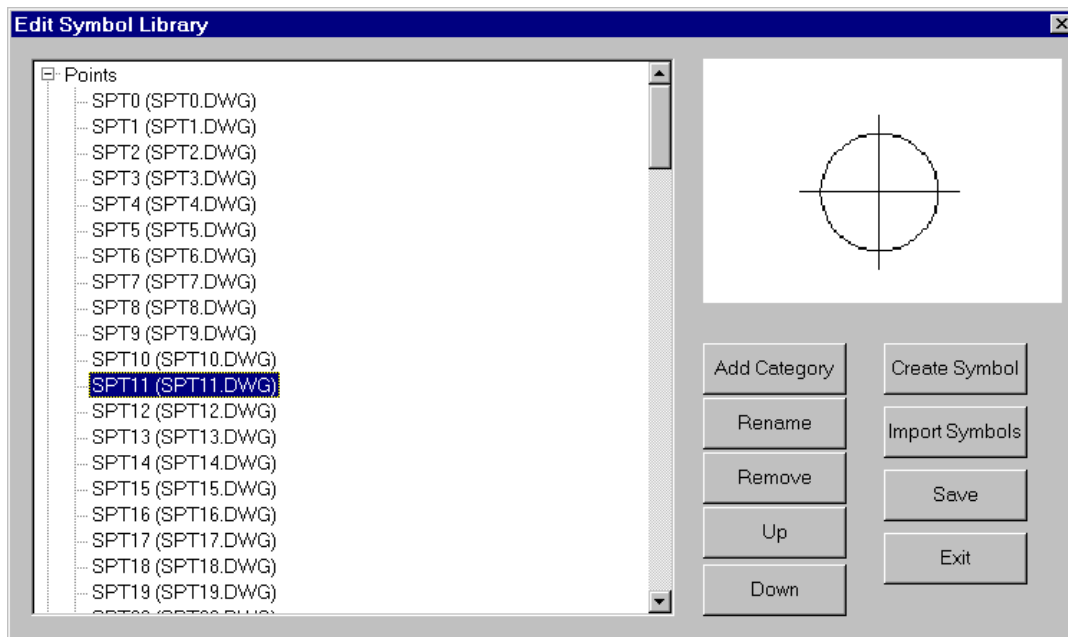 Edit Symbol Library
Points
SPT0 (SPT0.DWG)
SPT1 (SPT1.DWG)
SPT2 (SPT2.DWG)
SPT3 (SPT3.DWG)
SPT4 (SPT4.DWG)
SPT5 (SPT5.DWG)
SPT6 (SPT6.DWG)
SPT7 (SPT7.DWG)
SPT8 (SPT8.DWG)
SPT9 (SPT9.DWG)
SPT10 (SPT10.DWG)
SPT11 (SPT11.DWG)
SPT12 (SPT12.DWG)
SPT13 (SPT13.DWG)
SPT14 (SPT14.DWG)
SPT15 (SPT15.DWG)
SPT16 (SPT16.DWG)
SPT17 (SPT17.DWG)
SPT18 (SPT18.DWG)
SPT19 (SPT19.DWG)
Add Category
Rename
Remove
Up
Down
Create Symbol
Import Symbols
Save
Exit